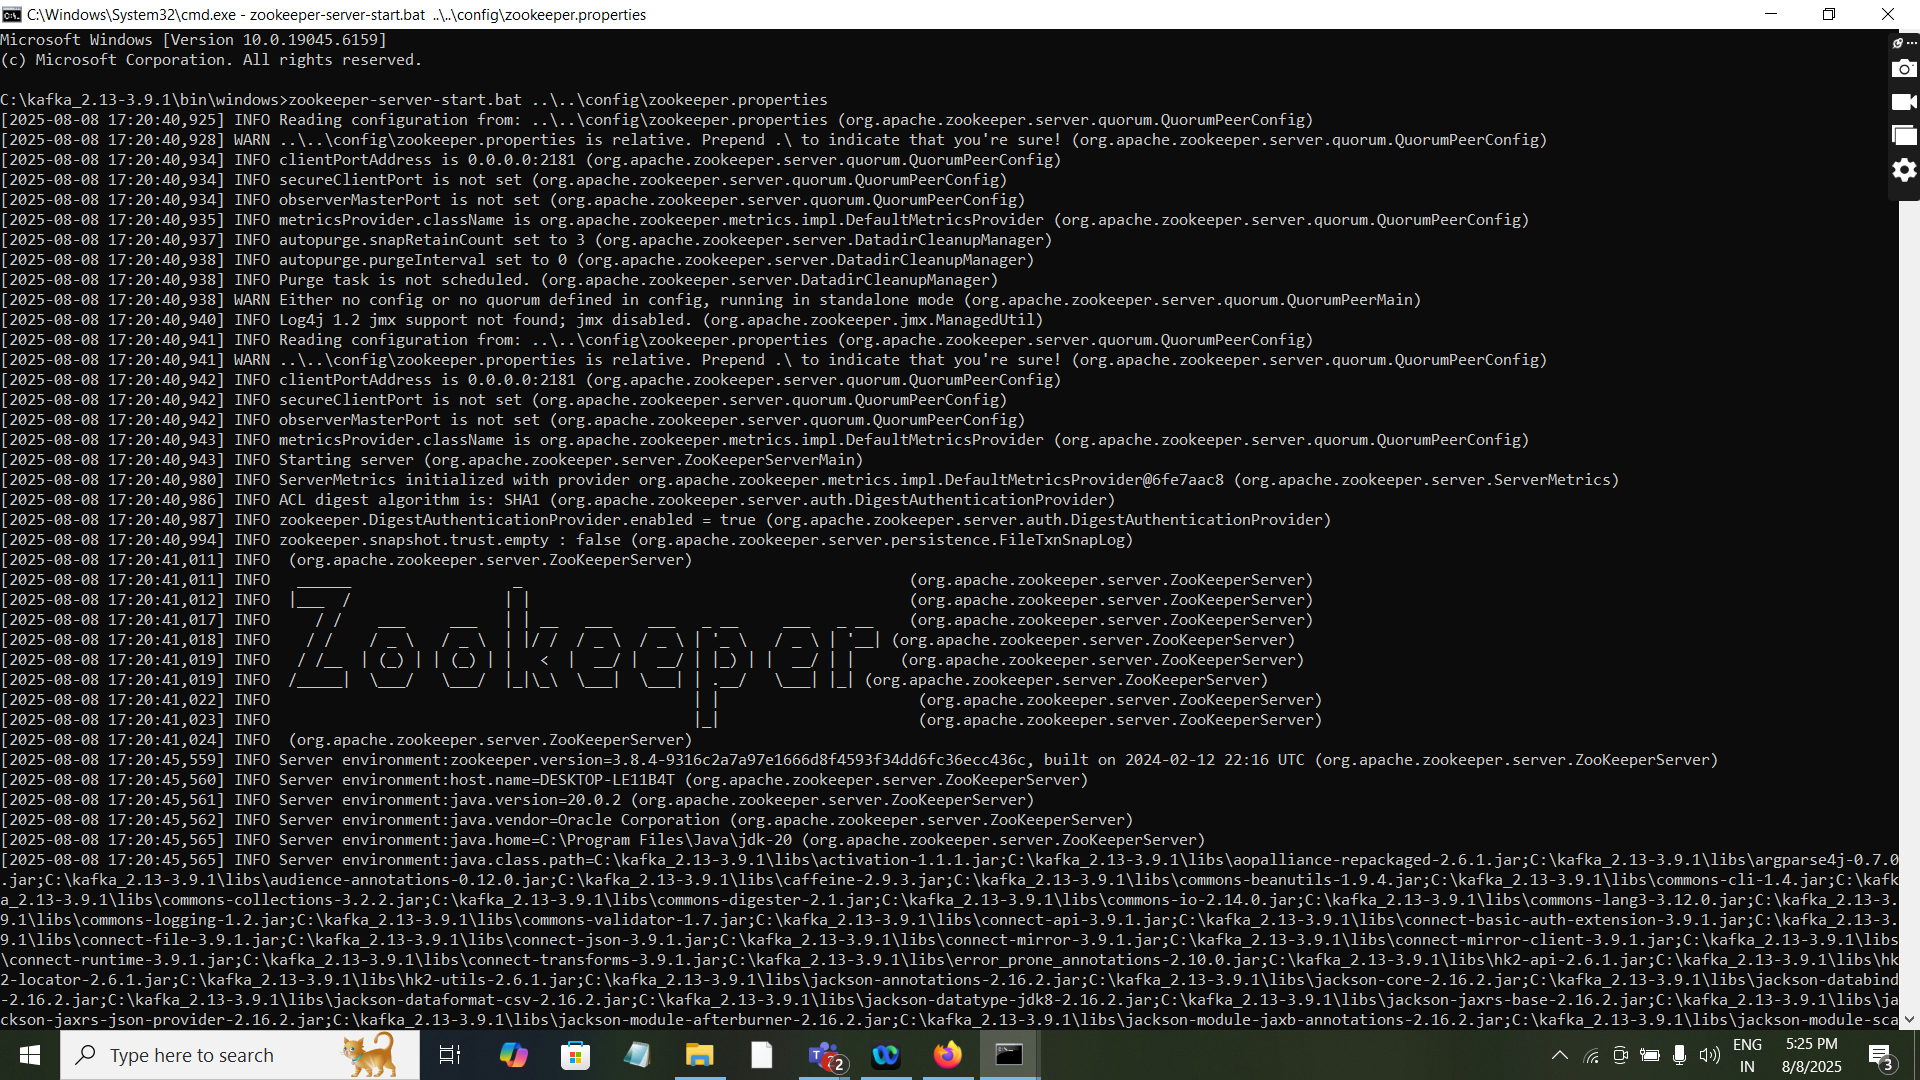 C:\Windows\System32\cmd.exe - zookeeper-server-start.bat  ..\..\config\zookeeper.properties
Microsoft Windows [Version 10.0.19045.6159]
(c) Microsoft Corporation. All rights reserved.
C:\kafka_2.13-3.9.1\bin\windows>zookeeper-server-start.bat ..\..\config\zookeeper.properties
[2025-08-08 17:20:40,925] INFO Reading configuration from: ..\..\config\zookeeper.properties (org.apache.zookeeper.server.quorum.QuorumPeerConfig)
[2025-08-08 17:20:40,928] WARN ..\..\config\zookeeper.properties is relative. Prepend .\ to indicate that you're sure! (org.apache.zookeeper.server.quorum.QuorumPeerConfig)
[2025-08-08 17:20:40,934] INFO clientPortAddress is 0.0.0.0:2181 (org.apache.zookeeper.server.quorum.QuorumPeerConfig)
[2025-08-08 17:20:40,934] INFO secureClientPort is not set (org.apache.zookeeper.server.quorum.QuorumPeerConfig)
[2025-08-08 17:20:40,934] INFO observerMasterPort is not set (org.apache.zookeeper.server.quorum.QuorumPeerConfig)
[2025-08-08 17:20:40,935] INFO metricsProvider.className is org.apache.zookeeper.metrics.impl.DefaultMetricsProvider (org.apache.zookeeper.server.quorum.QuorumPeerConfig)
[2025-08-08 17:20:40,937] INFO autopurge.snapRetainCount set to 3 (org.apache.zookeeper.server.DatadirCleanupManager)
[2025-08-08 17:20:40,938] INFO autopurge.purgeInterval set to 0 (org.apache.zookeeper.server.DatadirCleanupManager)
[2025-08-08 17:20:40,938] INFO Purge task is not scheduled. (org.apache.zookeeper.server.DatadirCleanupManager)
[2025-08-08 17:20:40,938] WARN Either no config or no quorum defined in config, running in standalone mode (org.apache.zookeeper.server.quorum.QuorumPeerMain)
[2025-08-08 17:20:40,940] INFO Log4j 1.2 jmx support not found; jmx disabled. (org.apache.zookeeper.jmx.ManagedUtil)
[2025-08-08 17:20:40,941] INFO Reading configuration from: ..\..\config\zookeeper.properties (org.apache.zookeeper.server.quorum.QuorumPeerConfig)
[2025-08-08 17:20:40,941] WARN ..\..\config\zookeeper.properties is relative. Prepend .\ to indicate that you're sure! (org.apache.zookeeper.server.quorum.QuorumPeerConfig)
[2025-08-08 17:20:40,942] INFO clientPortAddress is 0.0.0.0:2181 (org.apache.zookeeper.server.quorum.QuorumPeerConfig)
[2025-08-08 17:20:40,942] INFO secureClientPort is not set (org.apache.zookeeper.server.quorum.QuorumPeerConfig)
[2025-08-08 17:20:40,942] INFO observerMasterPort is not set (org.apache.zookeeper.server.quorum.QuorumPeerConfig)
[2025-08-08 17:20:40,943] INFO metricsProvider.className is org.apache.zookeeper.metrics.impl.DefaultMetricsProvider (org.apache.zookeeper.server.quorum.QuorumPeerConfig)
[2025-08-08 17:20:40,943] INFO Starting server (org.apache.zookeeper.server.ZooKeeperServerMain)
[2025-08-08 17:20:40,980] INFO ServerMetrics initialized with provider org.apache.zookeeper.metrics.impl.DefaultMetricsProvider@6fe7aac8 (org.apache.zookeeper.server.ServerMetrics)
[2025-08-08 17:20:40,986] INFO ACL digest algorithm is: SHA1 (org.apache.zookeeper.server.auth.DigestAuthenticationProvider)
[2025-08-08 17:20:40,987] INFO zookeeper.DigestAuthenticationProvider.enabled = true (org.apache.zookeeper.server.auth.DigestAuthenticationProvider)
[2025-08-08 17:20:40,994] INFO zookeeper.snapshot.trust.empty : false (org.apache.zookeeper.server.persistence.FileTxnSnapLog)
[2025-08-08 17:20:41,011] INFO  (org.apache.zookeeper.server.ZooKeeperServer)
[2025-08-08 17:20:41,011] INFO   ______                  _                                           (org.apache.zookeeper.server.ZooKeeperServer)
[2025-08-08 17:20:41,012] INFO  |___  /                 | |                                          (org.apache.zookeeper.server.ZooKeeperServer)
[2025-08-08 17:20:41,017] INFO     / /    ___     ___   | | __   ___    ___   _ __     ___   _ __    (org.apache.zookeeper.server.ZooKeeperServer)
[2025-08-08 17:20:41,018] INFO    / /    / _ \   / _ \  | |/ /  / _ \  / _ \ | '_ \   / _ \ | '__| (org.apache.zookeeper.server.ZooKeeperServer)
[2025-08-08 17:20:41,019] INFO   / /__  | (_) | | (_) | |   <  |  __/ |  __/ | |_) | |  __/ | |     (org.apache.zookeeper.server.ZooKeeperServer)
[2025-08-08 17:20:41,019] INFO  /_____|  \___/   \___/  |_|\_\  \___|  \___| | .__/   \___| |_| (org.apache.zookeeper.server.ZooKeeperServer)
[2025-08-08 17:20:41,022] INFO                                               | |                      (org.apache.zookeeper.server.ZooKeeperServer)
[2025-08-08 17:20:41,023] INFO                                               |_|                      (org.apache.zookeeper.server.ZooKeeperServer)
[2025-08-08 17:20:41,024] INFO  (org.apache.zookeeper.server.ZooKeeperServer)
[2025-08-08 17:20:45,559] INFO Server environment:zookeeper.version=3.8.4-9316c2a7a97e1666d8f4593f34dd6fc36ecc436c, built on 2024-02-12 22:16 UTC (org.apache.zookeeper.server.ZooKeeperServer)
[2025-08-08 17:20:45,560] INFO Server environment:host.name=DESKTOP-LE11B4T (org.apache.zookeeper.server.ZooKeeperServer)
[2025-08-08 17:20:45,561] INFO Server environment:java.version=20.0.2 (org.apache.zookeeper.server.ZooKeeperServer)
[2025-08-08 17:20:45,562] INFO Server environment:java.vendor=Oracle Corporation (org.apache.zookeeper.server.ZooKeeperServer)
[2025-08-08 17:20:45,565] INFO Server environment:java.home=C:\Program Files\Java\jdk-20 (org.apache.zookeeper.server.ZooKeeperServer)
[2025-08-08 17:20:45,565] INFO Server environment:java.class.path=C:\kafka_2.13-3.9.1\libs\activation-1.1.1.jar;C:\kafka_2.13-3.9.1\libs\aopalliance-repackaged-2.6.1.jar;C:\kafka_2.13-3.9.1\libs\argparse4j-0.7.0
.jar;C:\kafka_2.13-3.9.1\libs\audience-annotations-0.12.0.jar;C:\kafka_2.13-3.9.1\libs\caffeine-2.9.3.jar;C:\kafka_2.13-3.9.1\libs\commons-beanutils-1.9.4.jar;C:\kafka_2.13-3.9.1\libs\commons-cli-1.4.jar;C:\kafk
a_2.13-3.9.1\libs\commons-collections-3.2.2.jar;C:\kafka_2.13-3.9.1\libs\commons-digester-2.1.jar;C:\kafka_2.13-3.9.1\libs\commons-io-2.14.0.jar;C:\kafka_2.13-3.9.1\libs\commons-lang3-3.12.0.jar;C:\kafka_2.13-3.
9.1\libs\commons-logging-1.2.jar;C:\kafka_2.13-3.9.1\libs\commons-validator-1.7.jar;C:\kafka_2.13-3.9.1\libs\connect-api-3.9.1.jar;C:\kafka_2.13-3.9.1\libs\connect-basic-auth-extension-3.9.1.jar;C:\kafka_2.13-3.
9.1\libs\connect-file-3.9.1.jar;C:\kafka_2.13-3.9.1\libs\connect-json-3.9.1.jar;C:\kafka_2.13-3.9.1\libs\connect-mirror-3.9.1.jar;C:\kafka_2.13-3.9.1\libs\connect-mirror-client-3.9.1.jar;C:\kafka_2.13-3.9.1\libs
\connect-runtime-3.9.1.jar;C:\kafka_2.13-3.9.1\libs\connect-transforms-3.9.1.jar;C:\kafka_2.13-3.9.1\libs\error_prone_annotations-2.10.0.jar;C:\kafka_2.13-3.9.1\libs\hk2-api-2.6.1.jar;C:\kafka_2.13-3.9.1\libs\hk
2-locator-2.6.1.jar;C:\kafka_2.13-3.9.1\libs\hk2-utils-2.6.1.jar;C:\kafka_2.13-3.9.1\libs\jackson-annotations-2.16.2.jar;C:\kafka_2.13-3.9.1\libs\jackson-core-2.16.2.jar;C:\kafka_2.13-3.9.1\libs\jackson-databind
-2.16.2.jar;C:\kafka_2.13-3.9.1\libs\jackson-dataformat-csv-2.16.2.jar;C:\kafka_2.13-3.9.1\libs\jackson-datatype-jdk8-2.16.2.jar;C:\kafka_2.13-3.9.1\libs\jackson-jaxrs-base-2.16.2.jar;C:\kafka_2.13-3.9.1\libs\ja
ckson-jaxrs-json-provider-2.16.2.jar;C:\kafka_2.13-3.9.1\libs\jackson-module-afterburner-2.16.2.jar;C:\kafka_2.13-3.9.1\libs\jackson-module-jaxb-annotations-2.16.2.jar;C:\kafka_2.13-3.9.1\libs\jackson-module-sca
Type here to search
2
ENG
IN
5:25 PM
8/8/2025
3